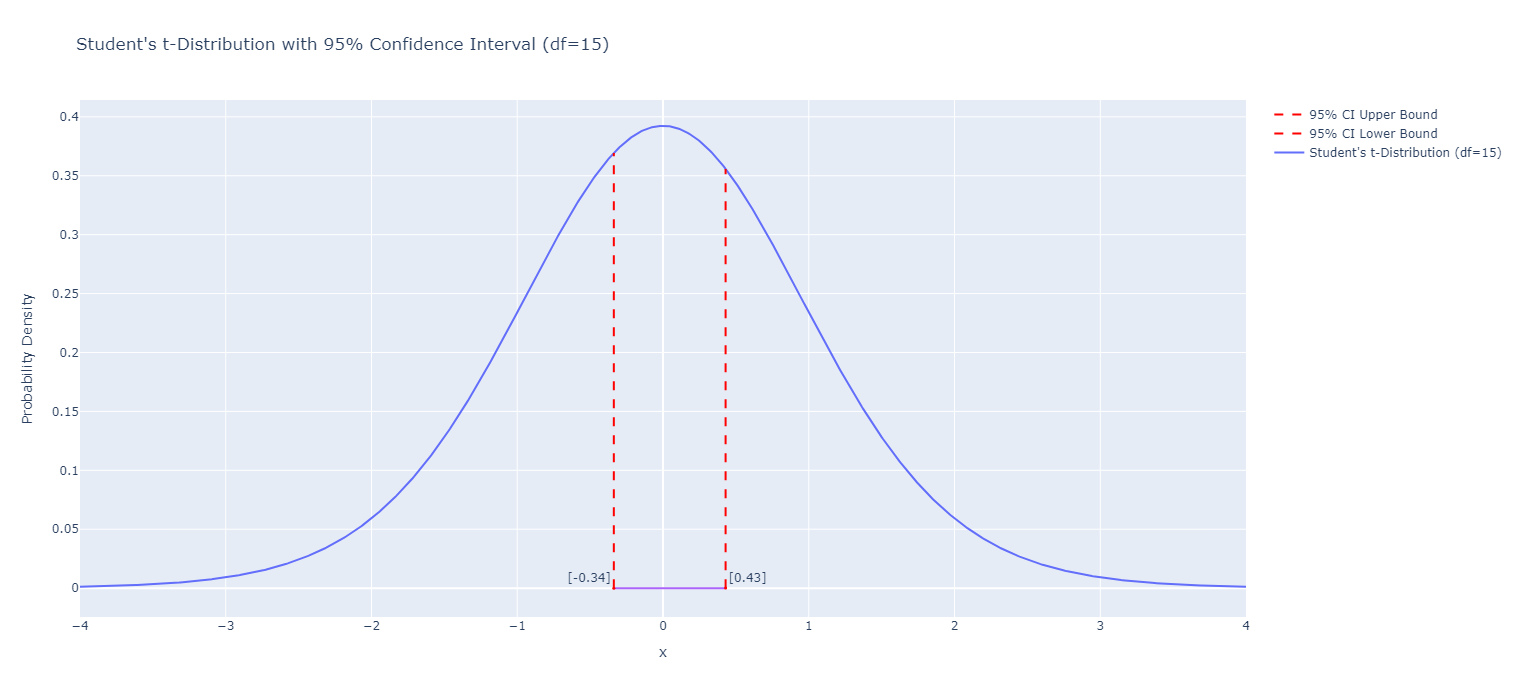 Student's t-Distribution with 95% Confidence Interval (df=15)
95% CI Upper Bound
95% CI Lower Bound
Student's t-Distribution (df=15)
Probability Density
0.4
0.35
0.3
0.25
0.2
0.15
0.1
0.05
0
[-0.34]
[0.43]
−4 −3 −2 −1 0 1 2 3 4
x